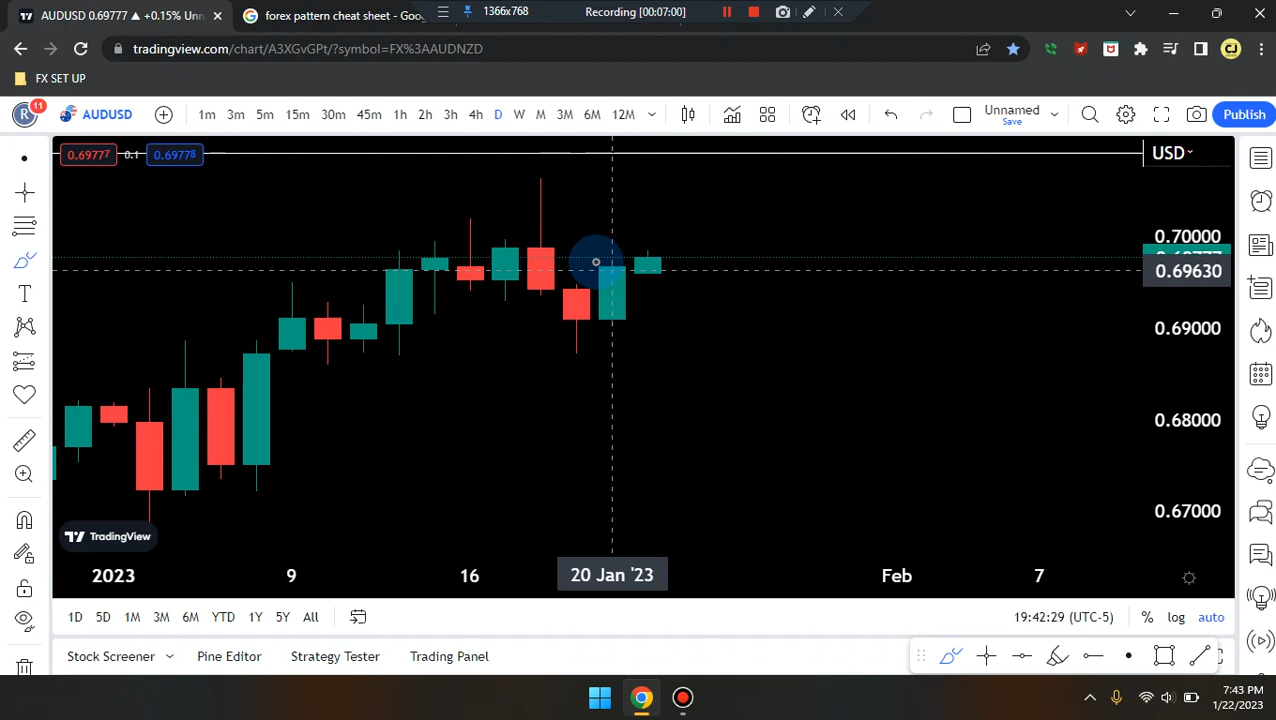 AUDUSD 0.69777 ▲ +0.15% Unn
forex pattern cheat sheet - Goo
1366x768
Recording [00:07:00]
tradingview.com/chart/A3XGvGPt/?symbol=FX%3AAUDNZD
FX SET UP
R 11
AUDUSD
1m 3m 5m 15m 30m 45m 1h 2h 3h 4h D W M 3M 6M 12M
Unnamed
Save
Publish
0.69777 0.1 0.69778
USD
0.70000
0.69777
0.69630
0.69000
0.68000
0.67000
TradingView
2023 9 16 20 Jan '23 Feb 7
1D 5D 1M 3M 6M YTD 1Y 5Y All
19:42:29 (UTC-5) % log auto
Stock Screener Pine Editor Strategy Tester Trading Panel
7:43 PM
1/22/2023